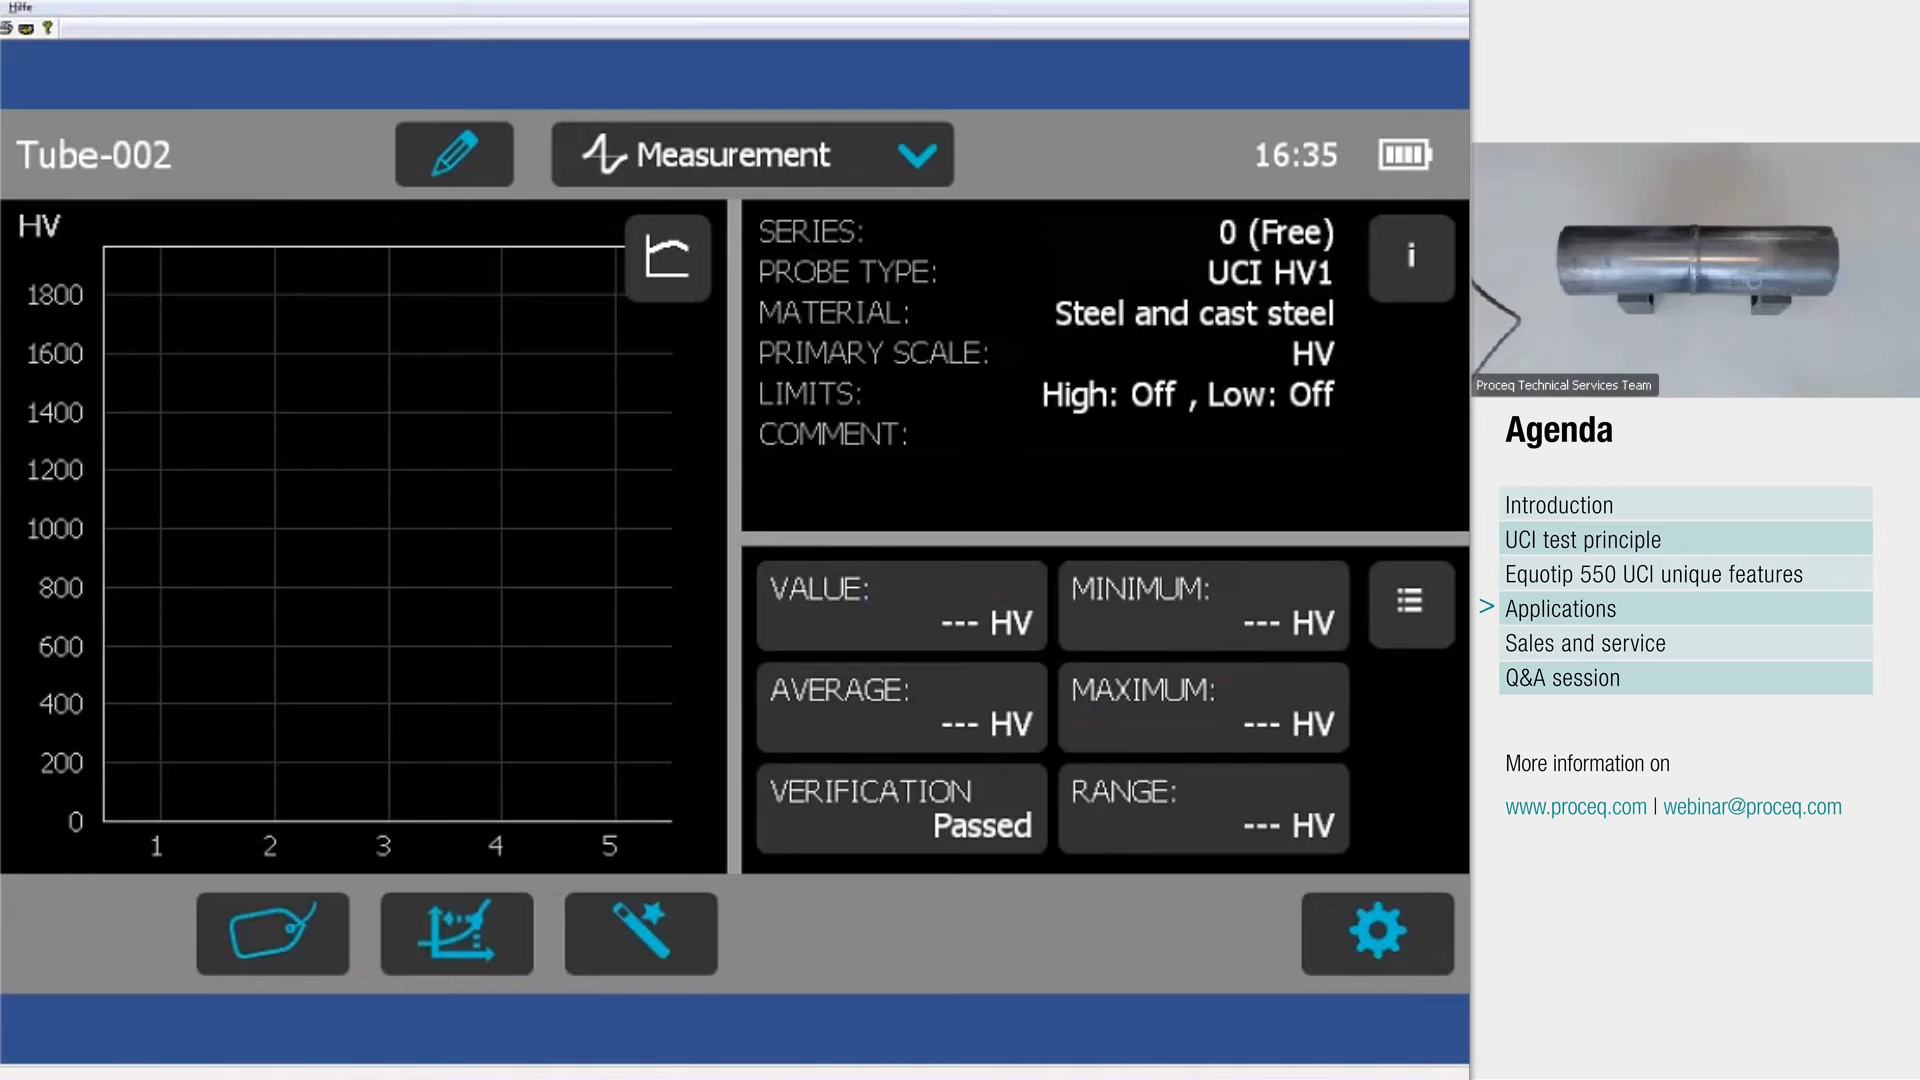 Hilfe
Tube-002
Measurement
16:35
HV
1800
1600
1400
1200
1000
800
600
400
200
0
1 2 3 4 5
SERIES: 0 (Free)
PROBE TYPE: UCI HV1
MATERIAL: Steel and cast steel
PRIMARY SCALE: HV
LIMITS: High: Off , Low: Off
COMMENT:
i
VALUE:
--- HV
MINIMUM:
--- HV
AVERAGE:
--- HV
MAXIMUM:
--- HV
VERIFICATION
Passed
RANGE:
--- HV
Proceq Technical Services Team
Agenda
Introduction
UCI test principle
Equotip 550 UCI unique features
> Applications
Sales and service
Q&A session
More information on
www.proceq.com | webinar@proceq.com